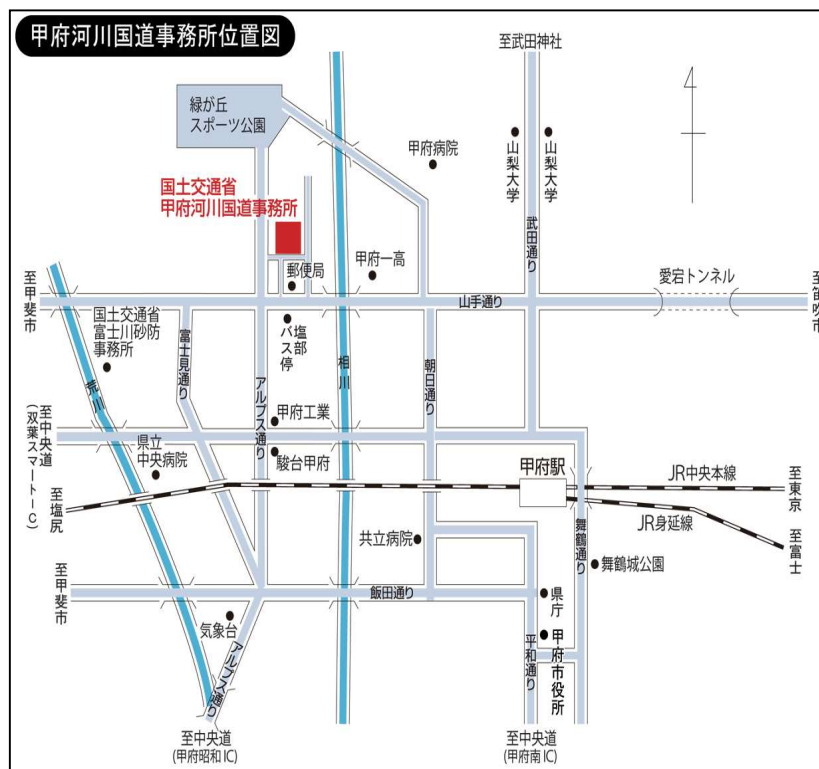 甲府河川国道事務所位置図
至武田神社
緑が丘
スポーツ公園
甲府病院
山梨大学
山梨大学
国土交通省
甲府河川国道事務所
武田通り
郵便局
甲府一高
愛宕トンネル
至甲斐市
山手通り
至笛吹市
国土交通省
富士川砂防
事務所
富士見通り
塩部
バス停
相川
朝日通り
荒川
アルプス通り
甲府工業
至中央道
(双葉スマートIC)
県立
中央病院
駿台甲府
甲府駅
JR中央本線
至東京
至塩尻
JR身延線
至富士
舞鶴通り
共立病院
舞鶴城公園
至甲斐市
飯田通り
県庁
気象台
アルプス通り
平和通り
甲府市役所
至中央道
(甲府昭和IC)
至中央道
(甲府南IC)